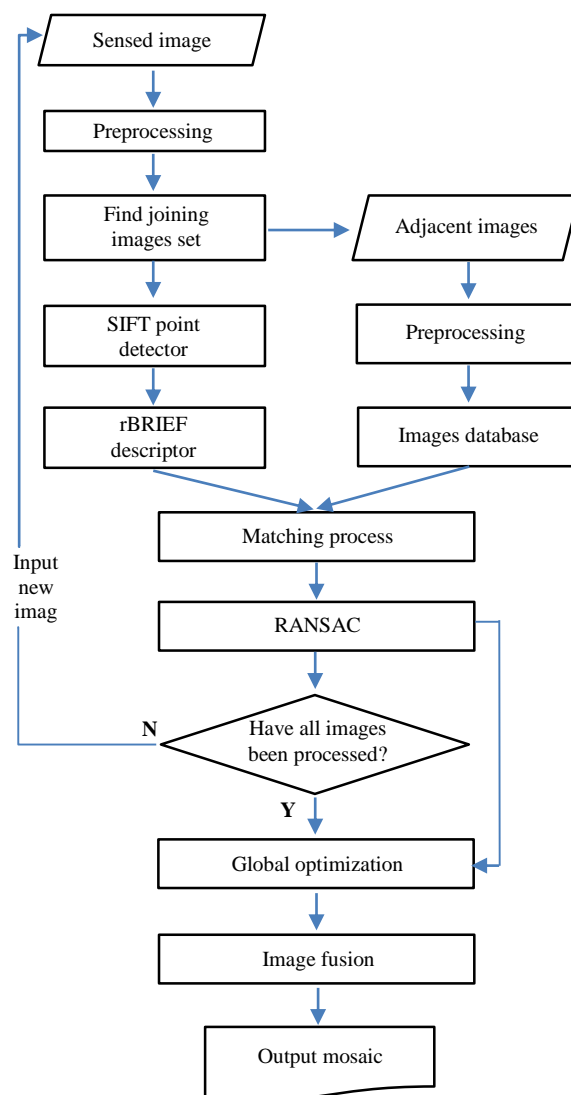 Sensed image
Preprocessing
Find joining
images set
Adjacent images
SIFT point
detector
Preprocessing
rBRIEF
descriptor
Images database
Matching process
Input
new
imag
RANSAC
N
Have all images
been processed?
Y
Global optimization
Image fusion
Output mosaic